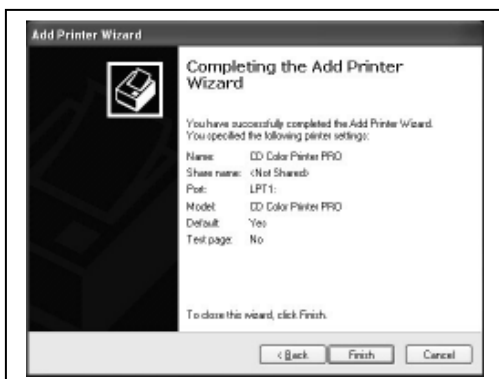 Add Printer Wizard
Completing the Add Printer
Wizard
You have successfully completed the Add Printer Wizard.
You specified the following printer settings:
Name: CD Color Printer PRO
Share name: <Not Shared>
Port: LPT1:
Model: CD Color Printer PRO
Default: Yes
Test page: No
To close this wizard, click Finish.
< Back Finish Cancel